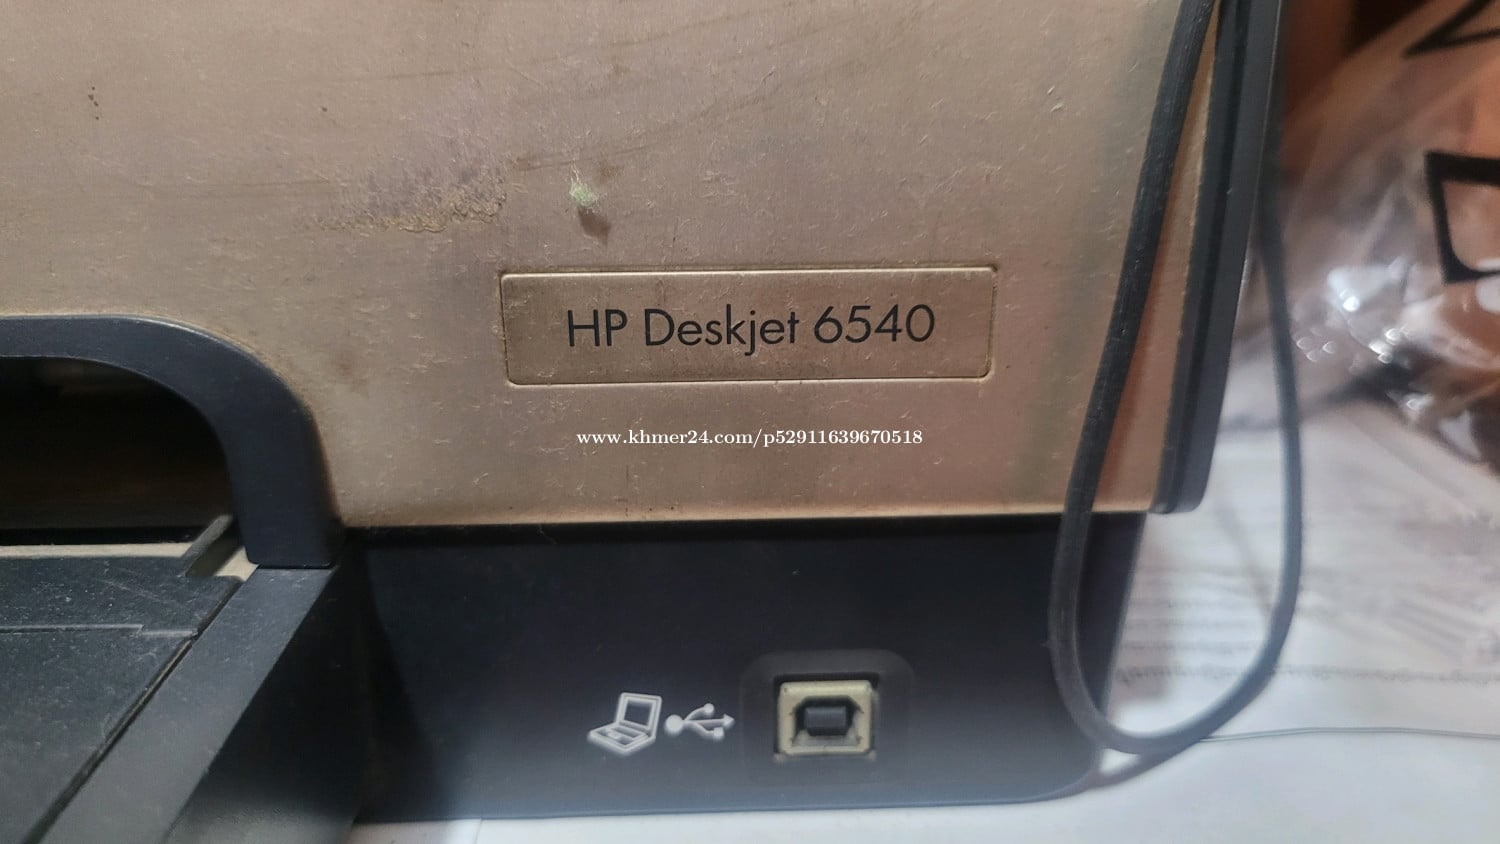 HP Deskjet 6540
www.khmer24.com/p52911639670518